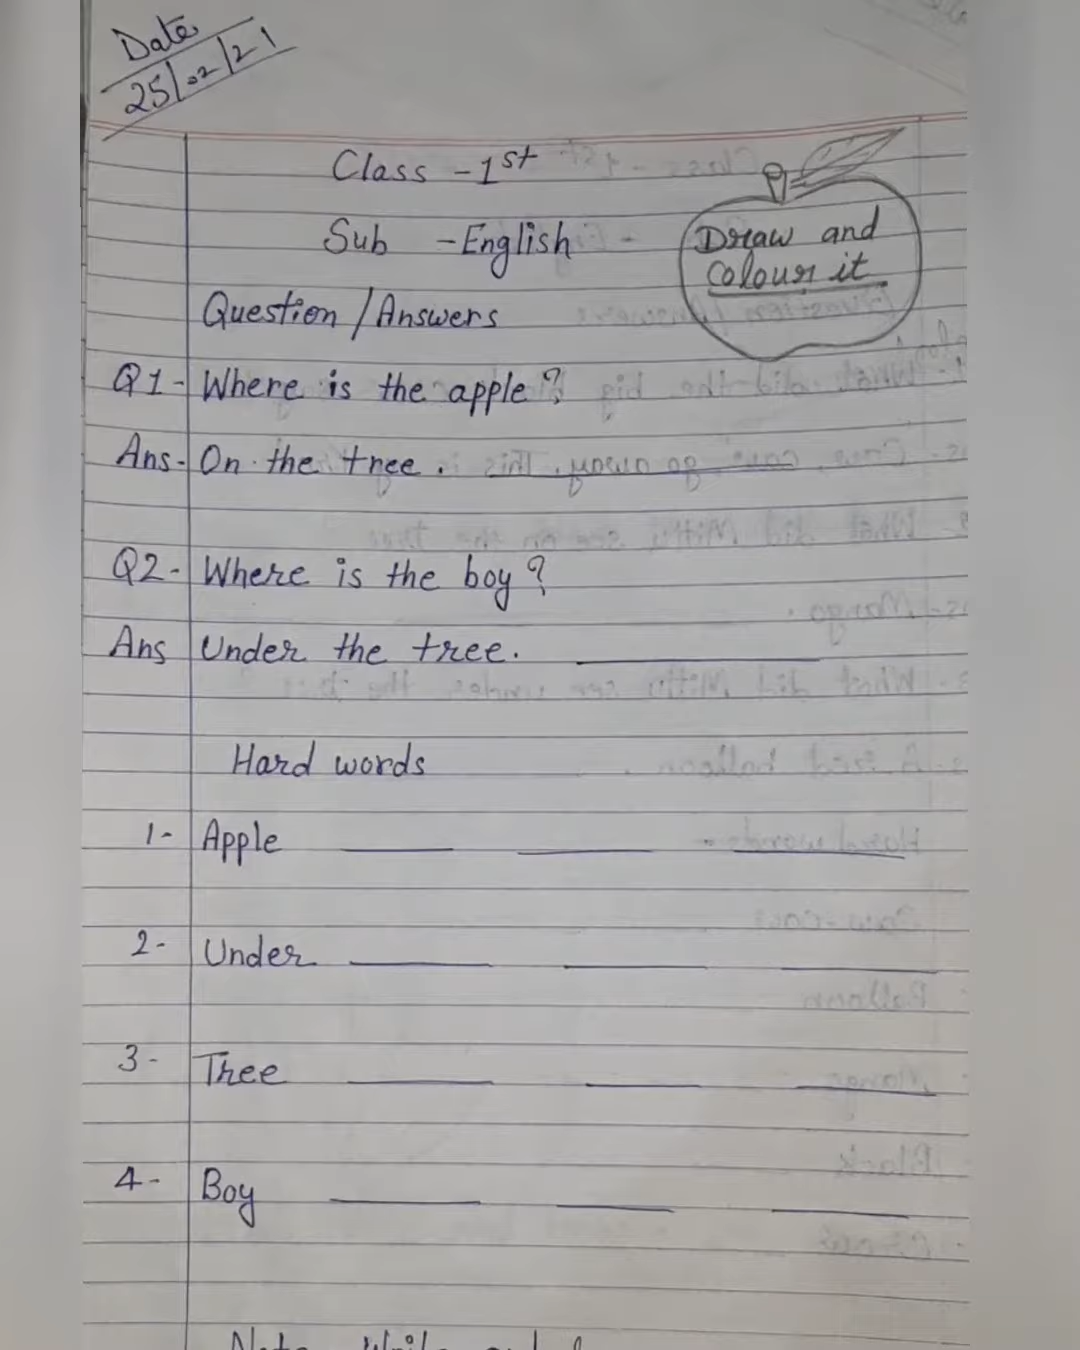 Date
25/02/21
Class - 1st
Sub - English
Draw and
colour it
Question / Answers
Q1- Where is the apple?
Ans- On the tree.
Q2- Where is the boy?
Ans Under the tree.
Hard words
1- Apple
2- Under
3- Tree
4- Boy